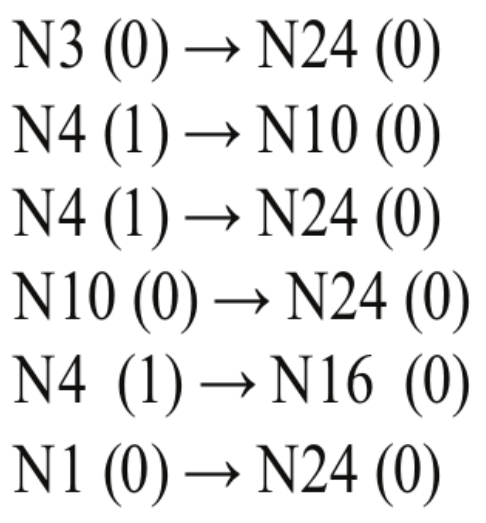 N3 (0) → N24 (0)
N4 (1) → N10 (0)
N4 (1) → N24 (0)
N10 (0) → N24 (0)
N4 (1) → N16 (0)
N1 (0) → N24 (0)